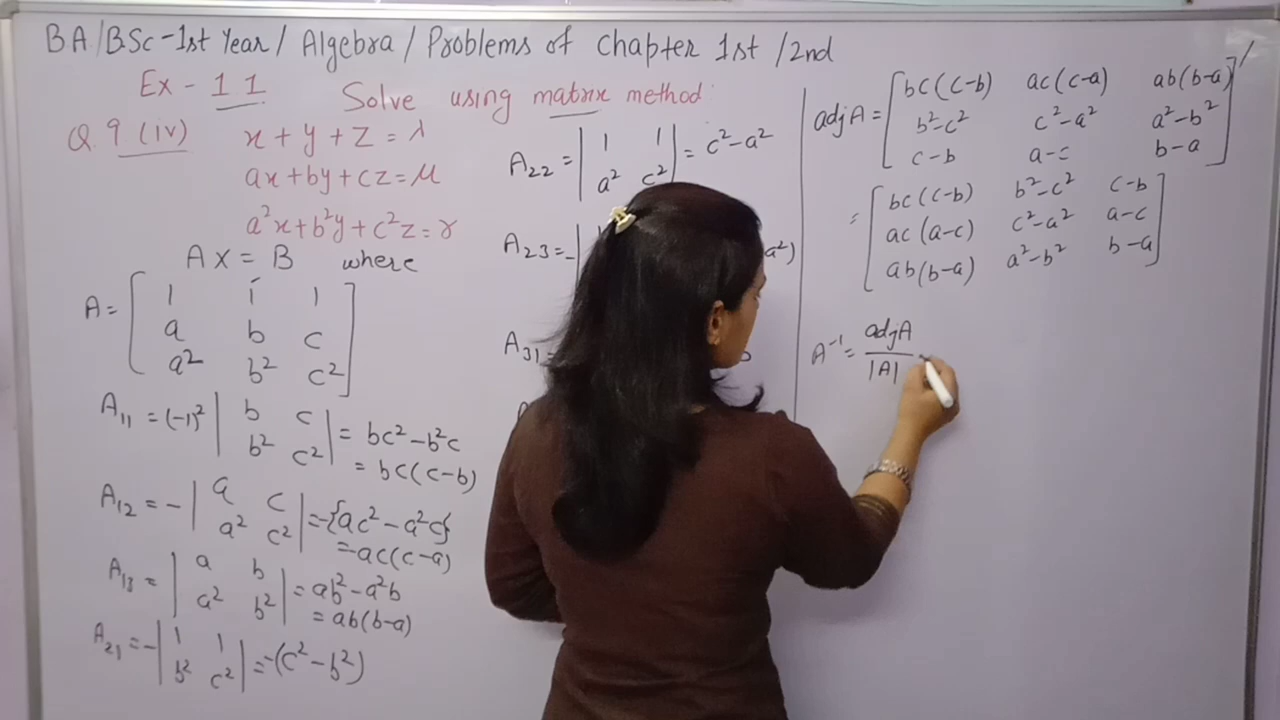 BA/BSc-1st Year/ Algebra/ Problems of Chapter 1st /2nd
Ex - 1.1 Solve using matrix method
Q. 9 (iv) x + y + z = λ
ax + by + cz = μ
a²x + b²y + c²z = γ
AX = B where
A = [ 1 1 1
a b c
a² b² c² ]
A₁₁ = (-1)² | b c
b² c² | = bc² - b²c
= bc(c-b)
A₁₂ = - | a c
a² c² | = -{ac² - a²c}
= -ac(c-a)
A₁₃ = | a b
a² b² | = ab² - a²b
= ab(b-a)
A₂₁ = - | 1 1
b² c² | = -(c² - b²)
A₂₂ = | 1 1
a² c² | = c² - a²
A₂₃ = - |
a²)
A₃₁ =
adj A = [ bc(c-b) ac(c-a) ab(b-a)
b²-c² c²-a² a²-b²
c-b a-c b-a ]′
= [ bc(c-b) b²-c² c-b
ac(a-c) c²-a² a-c
ab(b-a) a²-b² b-a ]
A⁻¹ = adj A
|A|